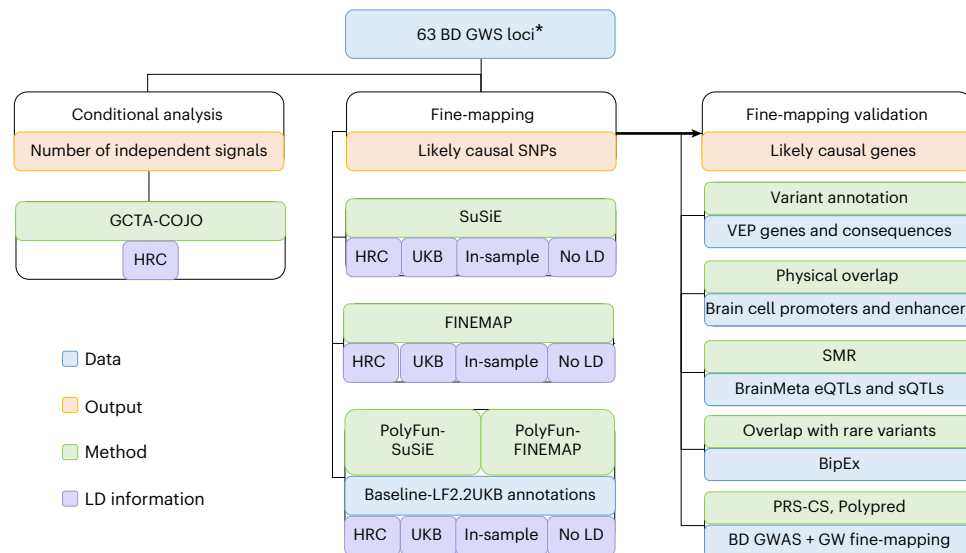 63 BD GWS loci*
Conditional analysis
Number of independent signals
GCTA-COJO
HRC
Fine-mapping
Likely causal SNPs
SuSiE
HRC UKB In-sample No LD
FINEMAP
HRC UKB In-sample No LD
PolyFun-
SuSiE
PolyFun-
FINEMAP
Baseline-LF2.2UKB annotations
HRC UKB In-sample No LD
Fine-mapping validation
Likely causal genes
Variant annotation
VEP genes and consequences
Physical overlap
Brain cell promoters and enhancer
SMR
BrainMeta eQTLs and sQTLs
Overlap with rare variants
BipEx
PRS-CS, Polypred
BD GWAS + GW fine-mapping
Data
Output
Method
LD information